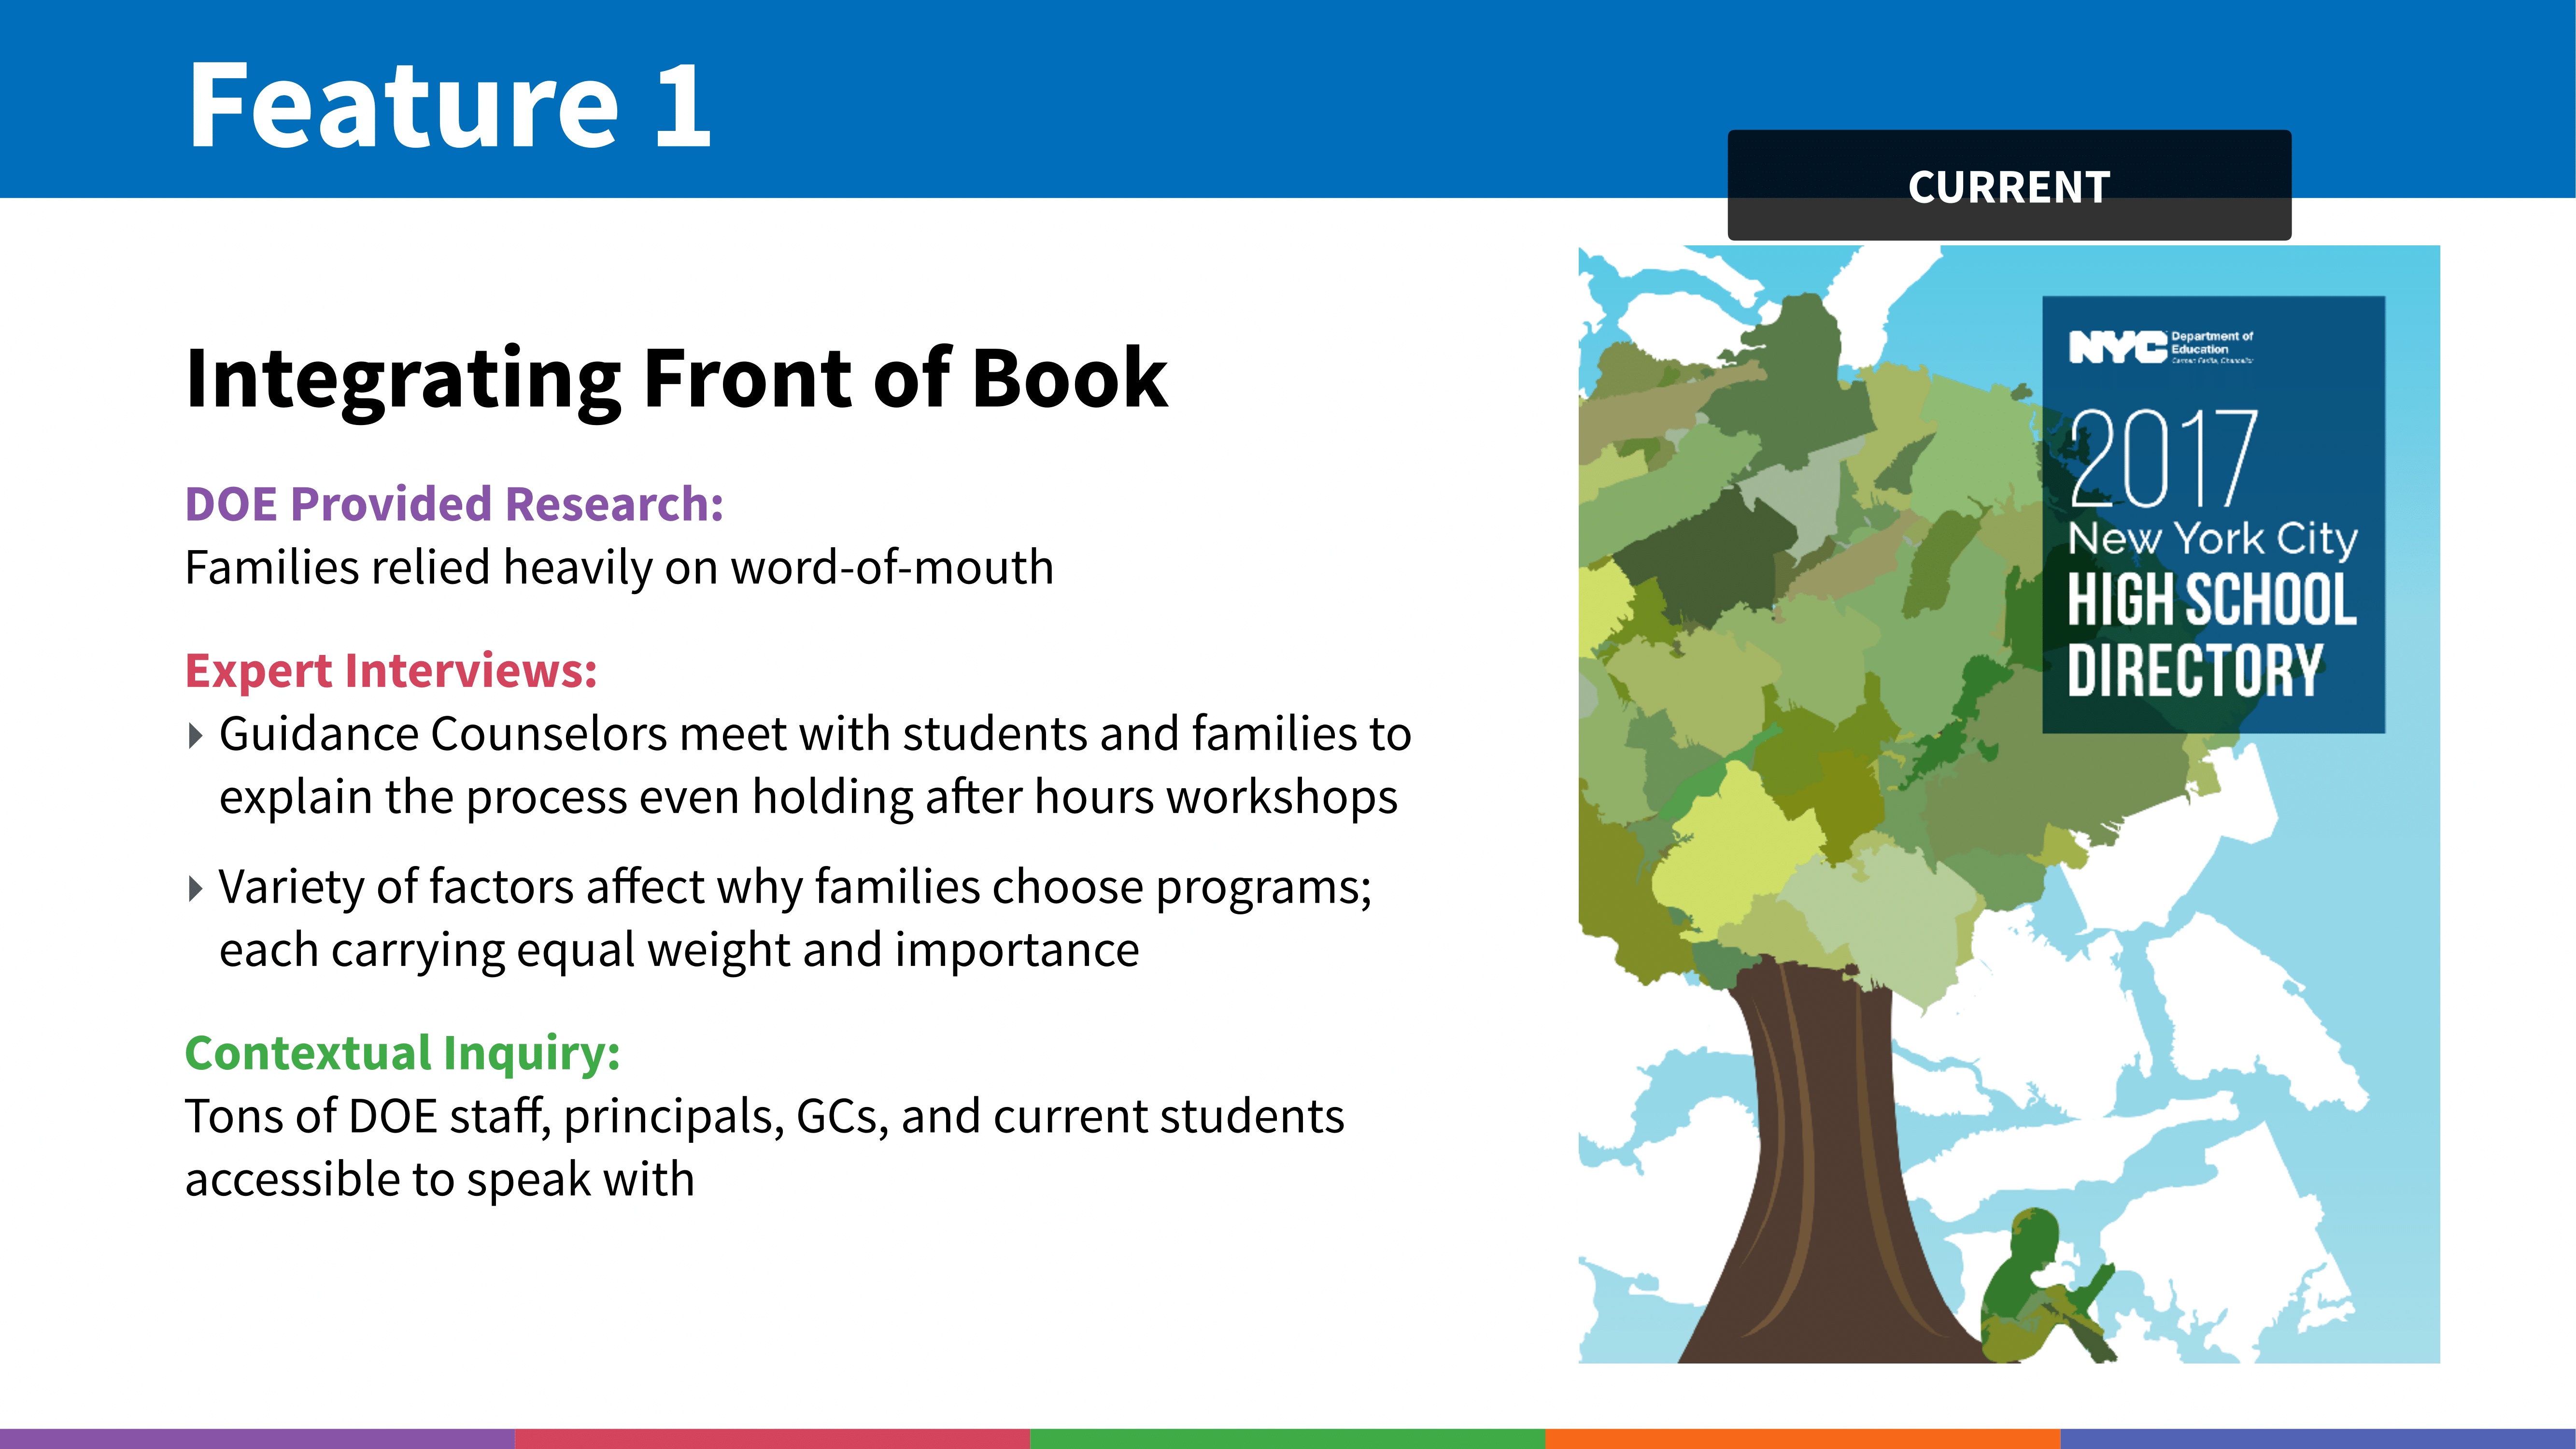 Feature 1
CURRENT
Integrating Front of Book
DOE Provided Research:
Families relied heavily on word-of-mouth
Expert Interviews:
Guidance Counselors meet with students and families to
explain the process even holding after hours workshops
Variety of factors affect why families choose programs;
each carrying equal weight and importance
Contextual Inquiry:
Tons of DOE staff, principals, GCs, and current students
accessible to speak with
NYC Department of
Education
Carmen Fariña, Chancellor
2017
New York City
HIGH SCHOOL
DIRECTORY